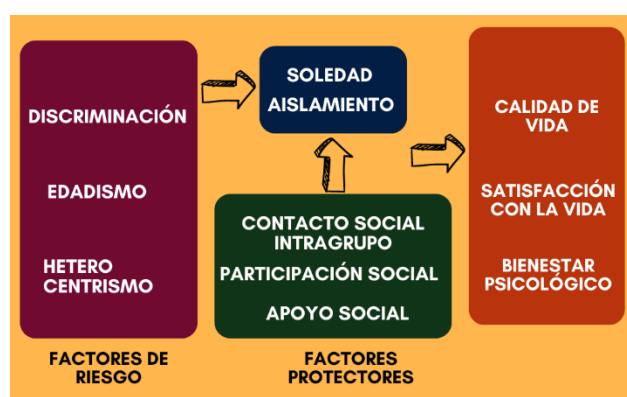 DISCRIMINACIÓN
EDADISMO
HETERO
CENTRISMO
FACTORES DE
RIESGO
SOLEDAD
AISLAMIENTO
CONTACTO SOCIAL
INTRAGRUPO
PARTICIPACIÓN SOCIAL
APOYO SOCIAL
FACTORES
PROTECTORES
CALIDAD DE
VIDA
SATISFACCIÓN
CON LA VIDA
BIENESTAR
PSICOLÓGICO